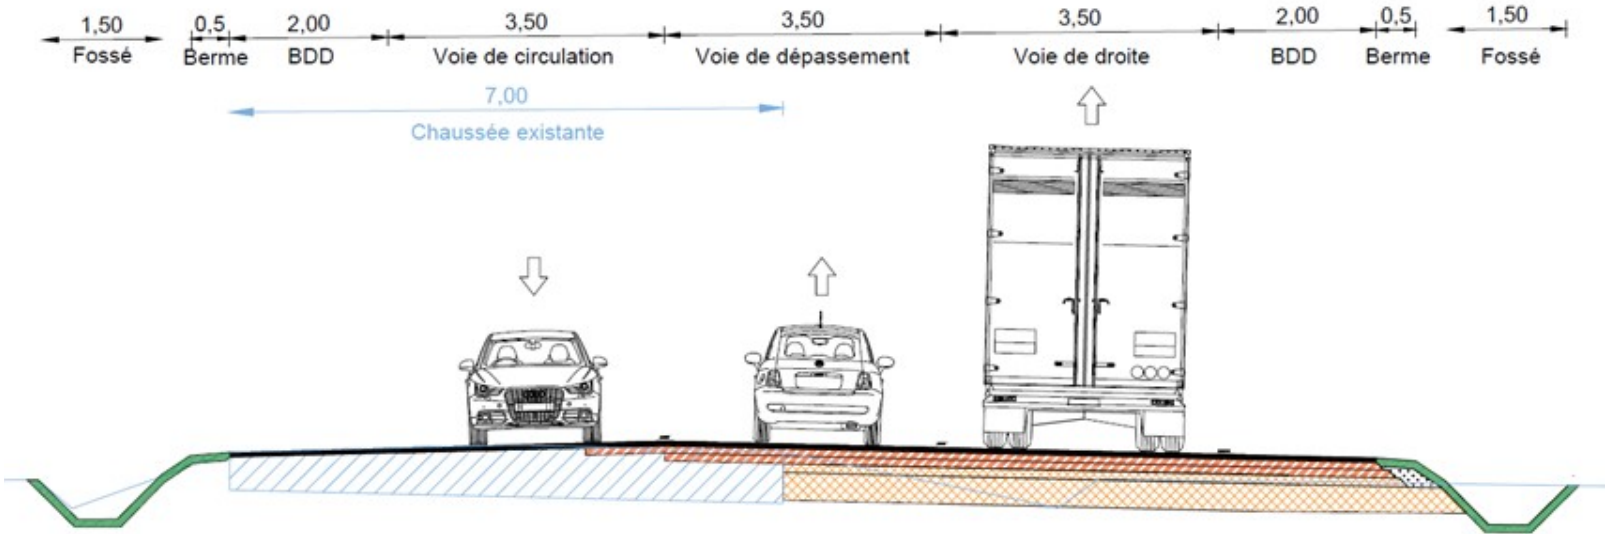 1,50 0,5 2,00 3,50 3,50 3,50 2,00 0,5 1,50
Fossé Berme BDD Voie de circulation Voie de dépassement Voie de droite BDD Berme Fossé
7,00
Chaussée existante